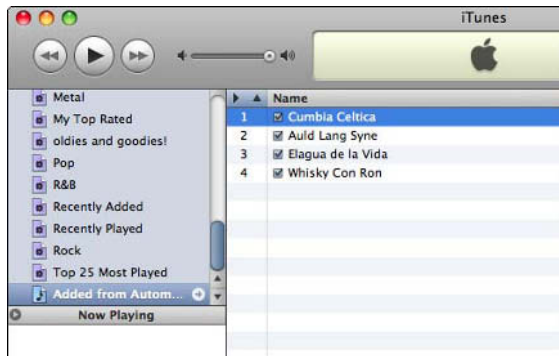 iTunes
Metal
My Top Rated
oldies and goodies!
Pop
R&B
Recently Added
Recently Played
Rock
Top 25 Most Played
Added from Autom...
Now Playing
Name
1 Cumbia Celtica
2 Auld Lang Syne
3 Elagua de la Vida
4 Whisky Con Ron